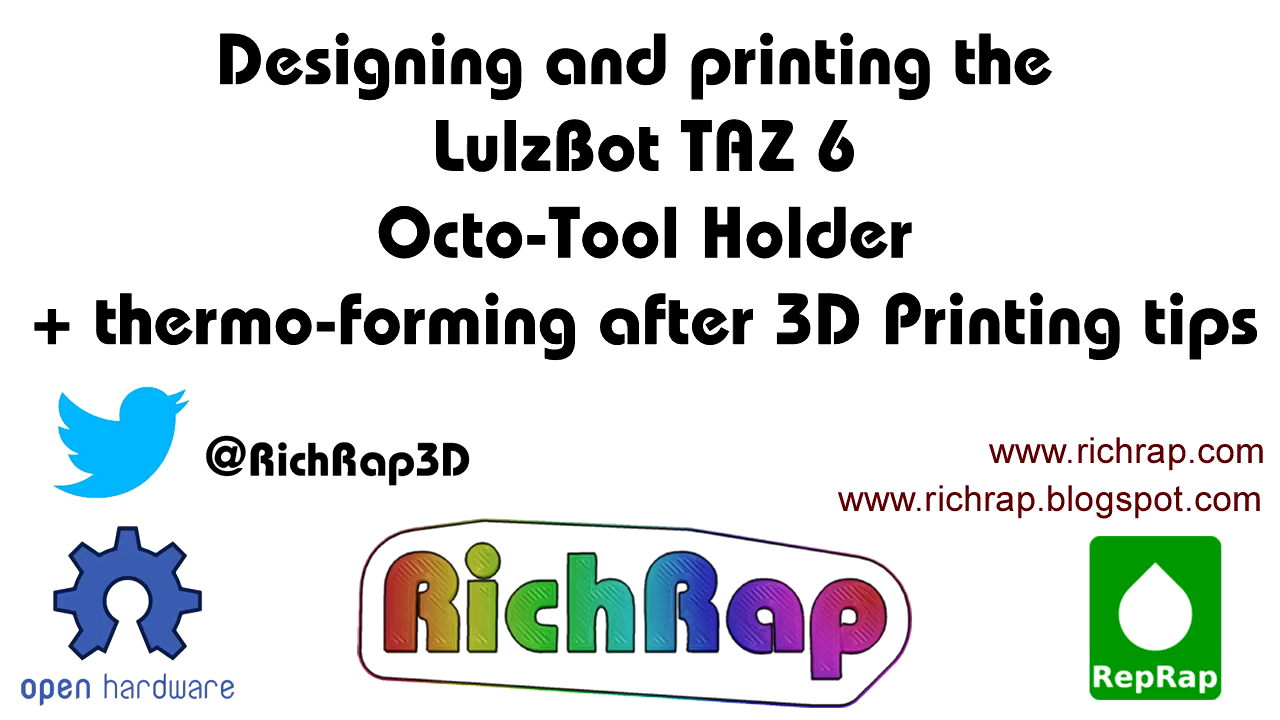 Designing and printing the
LulzBot TAZ 6
Octo-Tool Holder
+ thermo-forming after 3D Printing tips
@RichRap3D
www.richrap.com
www.richrap.blogspot.com
open hardware
RichRap
RepRap